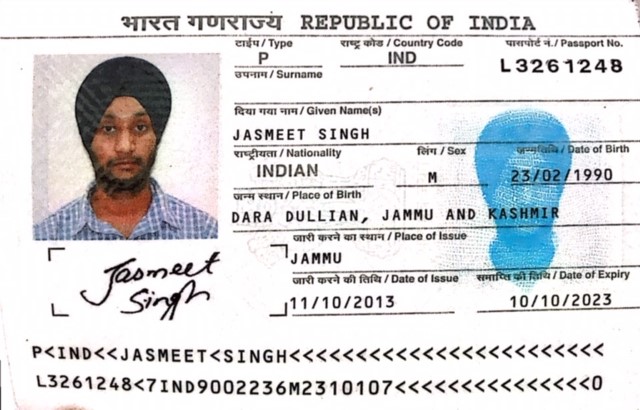 भारत गणराज्य REPUBLIC OF INDIA
टाईप / Type राष्ट्र कोड / Country Code पासपोर्ट नं./ Passport No.
P IND L3261248
उपनाम / Surname
दिया गया नाम / Given Name(s)
JASMEET SINGH
राष्ट्रीयता / Nationality लिंग / Sex जन्मतिथि / Date of Birth
INDIAN M 23/02/1990
जन्म स्थान / Place of Birth
DARA DULLIAN, JAMMU AND KASHMIR
जारी करने का स्थान / Place of Issue
JAMMU
जारी करने की तिथि / Date of Issue समाप्ति की तिथि / Date of Expiry
11/10/2013 10/10/2023
Jasmeet
Singh
P<IND<<JASMEET<SINGH<<<<<<<<<<<<<<<<<<<<<<<<
L3261248<7IND9002236M2310107<<<<<<<<<<<<<<0